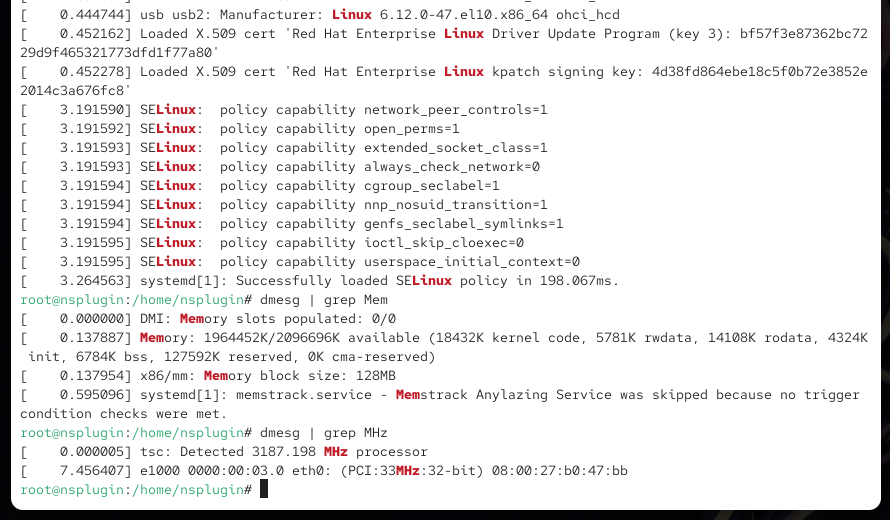 [    0.444744] usb usb2: Manufacturer: Linux 6.12.0-47.el10.x86_64 ohci_hcd
[    0.452162] Loaded X.509 cert 'Red Hat Enterprise Linux Driver Update Program (key 3): bf57f3e87362bc72
29d9f465321773dfd1f77a80'
[    0.452278] Loaded X.509 cert 'Red Hat Enterprise Linux kpatch signing key: 4d38fd864ebe18c5f0b72e3852e
2014c3a676fc8'
[    3.191590] SELinux:  policy capability network_peer_controls=1
[    3.191592] SELinux:  policy capability open_perms=1
[    3.191593] SELinux:  policy capability extended_socket_class=1
[    3.191593] SELinux:  policy capability always_check_network=0
[    3.191594] SELinux:  policy capability cgroup_seclabel=1
[    3.191594] SELinux:  policy capability nnp_nosuid_transition=1
[    3.191594] SELinux:  policy capability genfs_seclabel_symlinks=1
[    3.191595] SELinux:  policy capability ioctl_skip_cloexec=0
[    3.191595] SELinux:  policy capability userspace_initial_context=0
[    3.264563] systemd[1]: Successfully loaded SELinux policy in 198.067ms.
root@nsplugin:/home/nsplugin# dmesg | grep Mem
[    0.000000] DMI: Memory slots populated: 0/0
[    0.137887] Memory: 1964452K/2096696K available (18432K kernel code, 5781K rwdata, 14108K rodata, 4324K
 init, 6784K bss, 127592K reserved, 0K cma-reserved)
[    0.137954] x86/mm: Memory block size: 128MB
[    0.595096] systemd[1]: memstrack.service - Memstrack Anylazing Service was skipped because no trigger
condition checks were met.
root@nsplugin:/home/nsplugin# dmesg | grep MHz
[    0.000005] tsc: Detected 3187.198 MHz processor
[    7.456407] e1000 0000:00:03.0 eth0: (PCI:33MHz:32-bit) 08:00:27:b0:47:bb
root@nsplugin:/home/nsplugin#